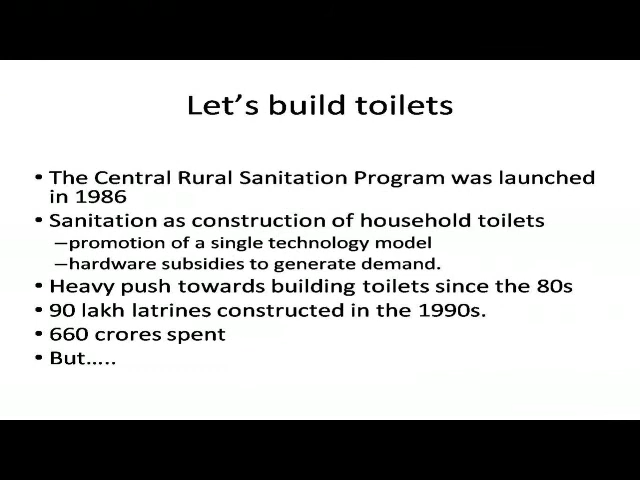 Let’s build toilets
• The Central Rural Sanitation Program was launched
in 1986
• Sanitation as construction of household toilets
–promotion of a single technology model
–hardware subsidies to generate demand.
• Heavy push towards building toilets since the 80s
• 90 lakh latrines constructed in the 1990s.
• 660 crores spent
• But.....